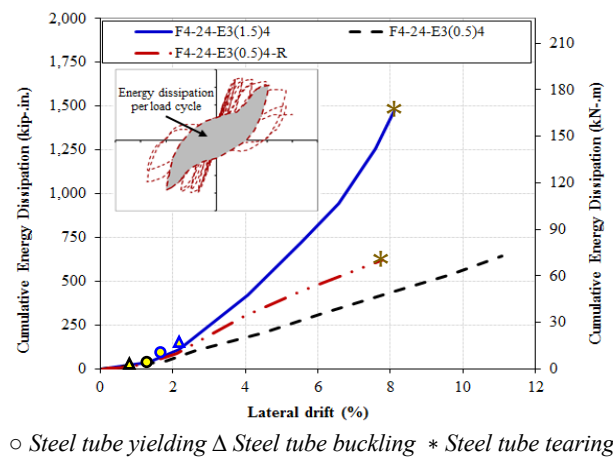 2,000
1,750
1,500
1,250
1,000
750
500
250
0
Cumulative Energy Dissipation (kip-.in)
F4-24-E3(1.5)4
F4-24-E3(0.5)4
F4-24-E3(0.5)4-R
Energy dissipation
per load cycle
210
180
150
120
90
60
30
0
Cumulative Energy Dissipation (kN-m)
0 2 4 6 8 10 12
Lateral drift (%)
○ Steel tube yielding Δ Steel tube buckling * Steel tube tearing